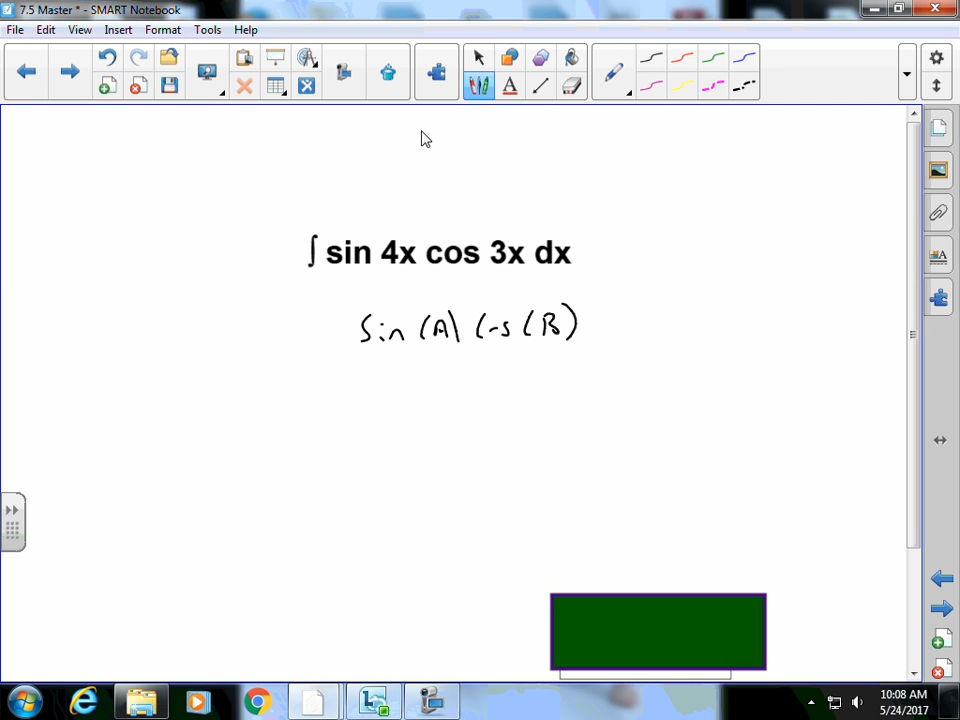 7.5 Master * - SMART Notebook
File Edit View Insert Format Tools Help
∫ sin 4x cos 3x dx
Sin (A) Cos (B)
10:08 AM
5/24/2017